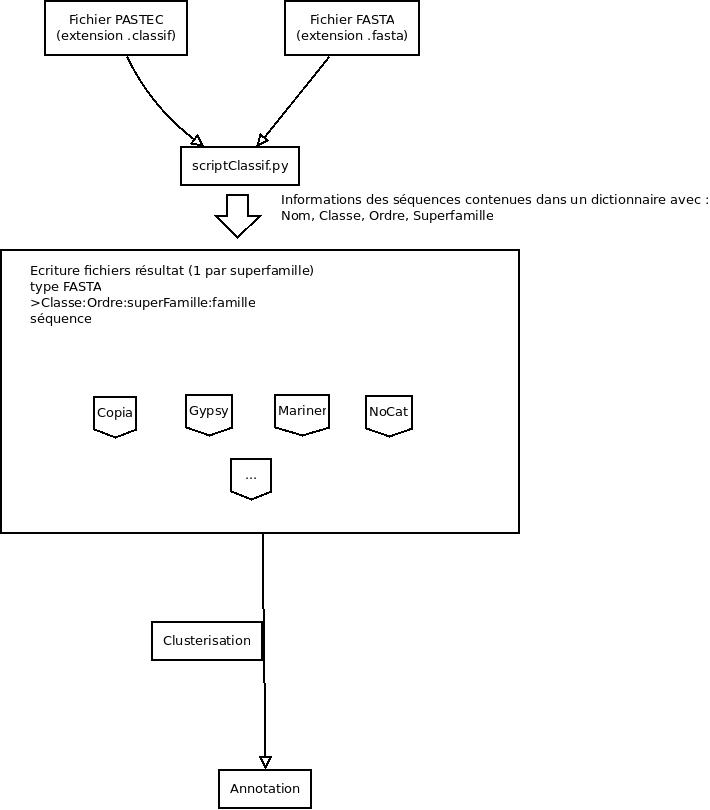 Fichier PASTEC
(extension .classif)
Fichier FASTA
(extension .fasta)
scriptClassif.py
Informations des séquences contenues dans un dictionnaire avec :
Nom, Classe, Ordre, Superfamille
Ecriture fichiers résultat (1 par superfamille)
type FASTA
>Classe:Ordre:superFamille:famille
séquence
Copia
Gypsy
Mariner
NoCat
...
Clusterisation
Annotation